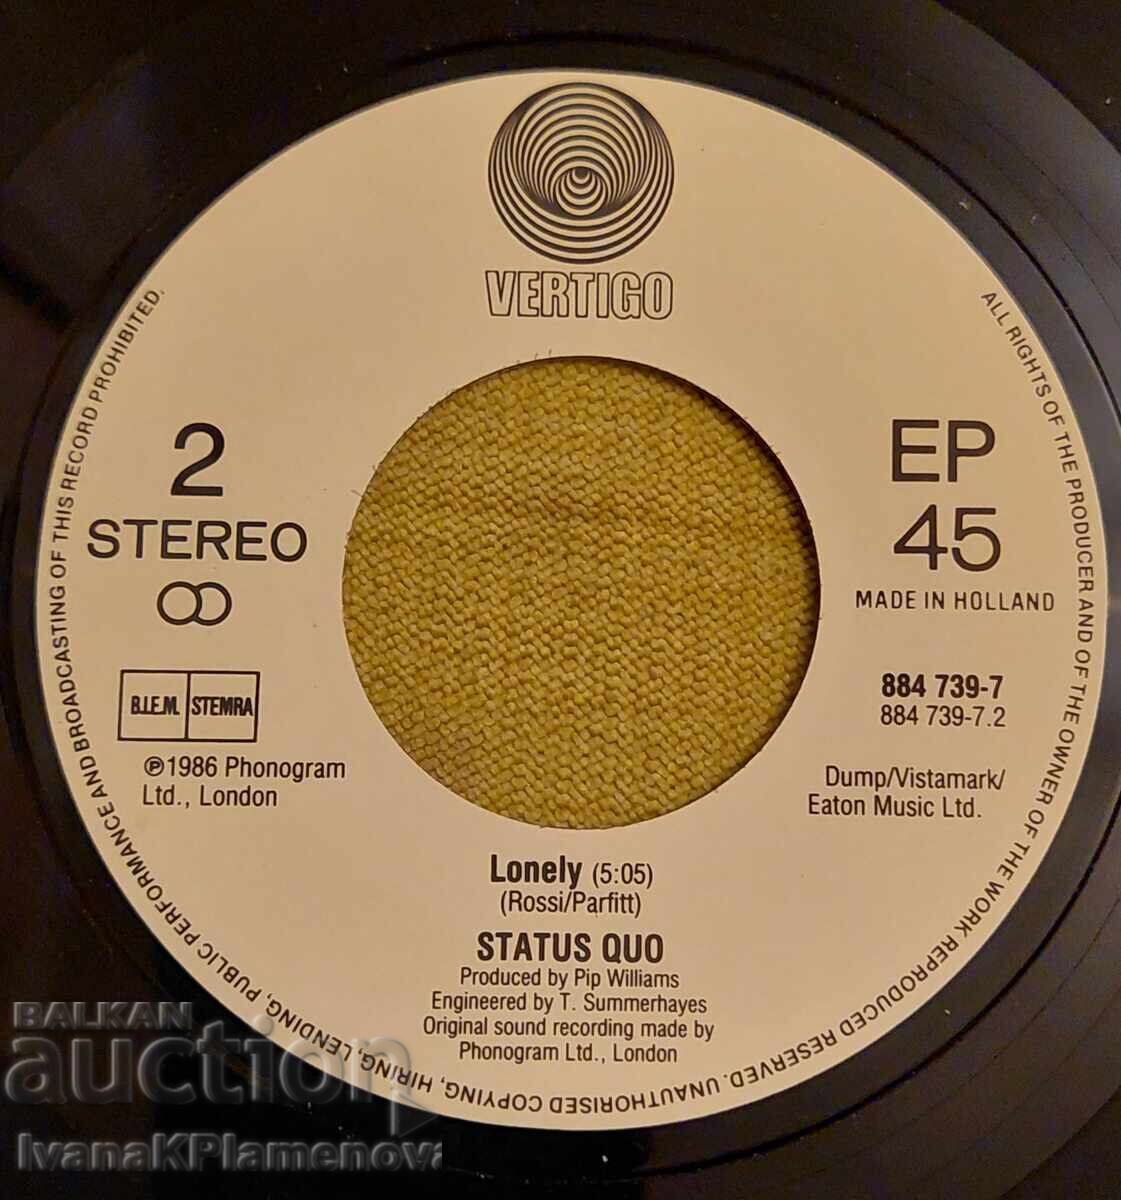 VERTIGO
2
STEREO
B.I.E.M. STEMRA
℗1986 Phonogram
Ltd., London
EP
45
MADE IN HOLLAND
884 739-7
884 739-7.2
Dump/Vistamark/
Eaton Music Ltd.
Lonely (5:05)
(Rossi/Parfitt)
STATUS QUO
Produced by Pip Williams
Engineered by T. Summerhayes
Original sound recording made by
Phonogram Ltd., London
ALL RIGHTS OF THE PRODUCER AND OF THE OWNER OF THE WORK REPRODUCED RESERVED. UNAUTHORISED COPYING, HIRING, LENDING, PUBLIC PERFORMANCE AND BROADCASTING OF THIS RECORD PROHIBITED.
BALKAN
auction
IvanaKPlamenova